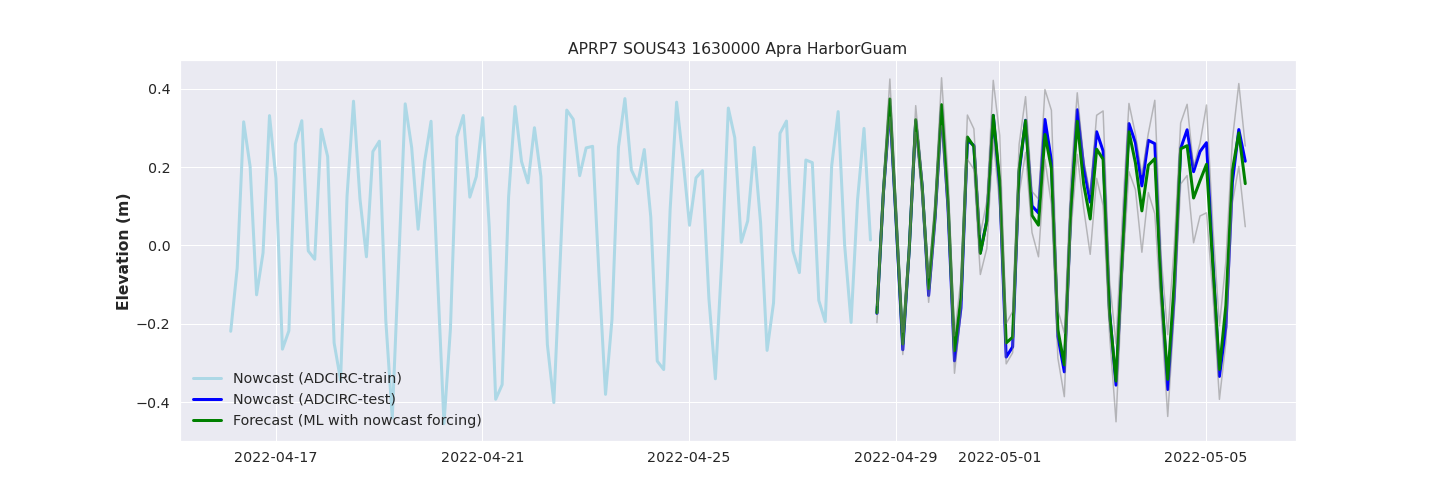 APRP7 SOUS43 1630000 Apra HarborGuam
Elevation (m)
0.4
0.2
0.0
−0.2
−0.4
Nowcast (ADCIRC-train)
Nowcast (ADCIRC-test)
Forecast (ML with nowcast forcing)
2022-04-17
2022-04-21
2022-04-25
2022-04-29
2022-05-01
2022-05-05